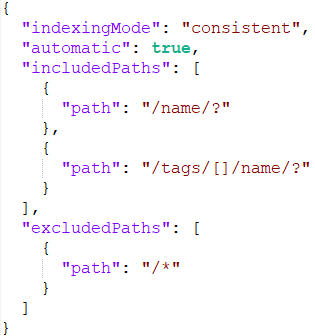 {
  "indexingMode": "consistent",
  "automatic": true,
  "includedPaths": [
    {
      "path": "/name/?"
    },
    {
      "path": "/tags/[]/name/?"
    }
  ],
  "excludedPaths": [
    {
      "path": "/*"
    }
  ]
}